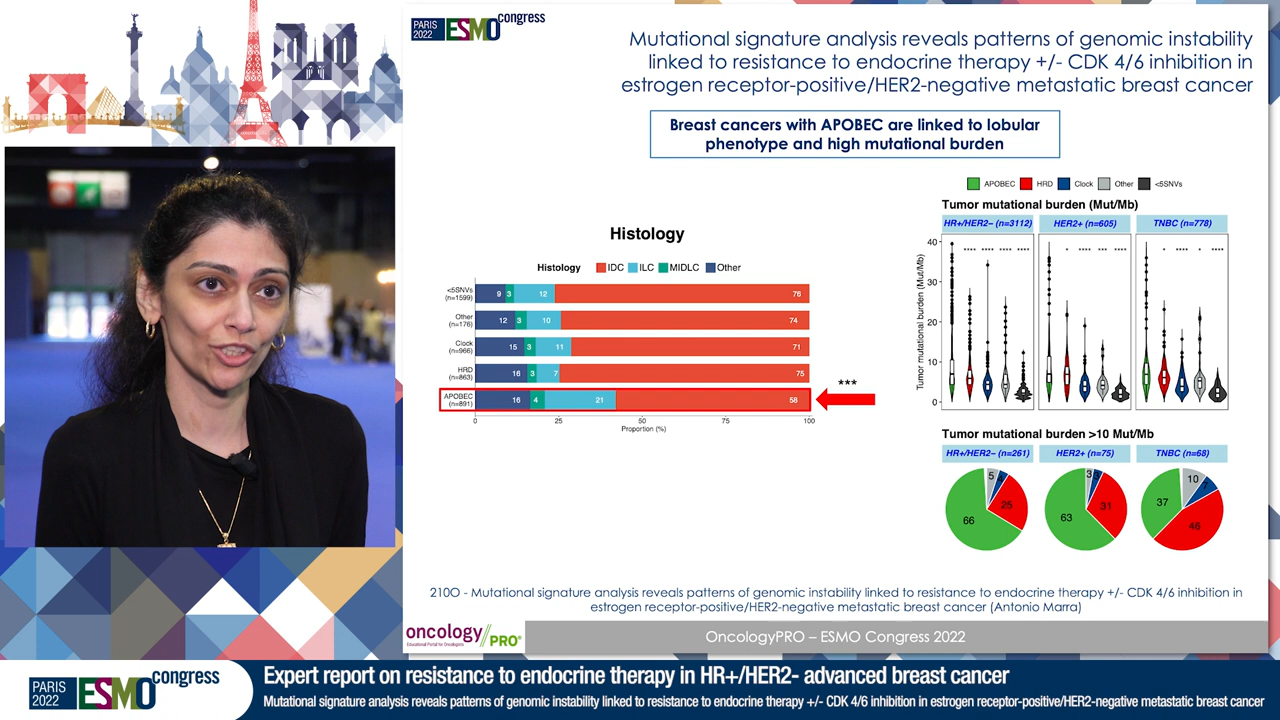 PARIS
2022
ESMO
congress
Mutational signature analysis reveals patterns of genomic instability
linked to resistance to endocrine therapy +/- CDK 4/6 inhibition in
estrogen receptor-positive/HER2-negative metastatic breast cancer
Breast cancers with APOBEC are linked to lobular
phenotype and high mutational burden
Histology
Histology IDC ILC MIDLC Other
<5SNVs
(n=1599)
9 3 12 76
Other
(n=176)
12 3 10 74
Clock
(n=966)
15 3 11 71
HRD
(n=863)
16 3 7 75
APOBEC
(n=891)
16 4 21 58
***
0 25 50 75 100
Proportion (%)
APOBEC HRD Clock Other <5SNVs
Tumor mutational burden (Mut/Mb)
HR+/HER2− (n=3112) HER2+ (n=605) TNBC (n=778)
Tumor mutational burden (Mut/Mb)
40
30
20
10
0
**** **** **** ****
* **** *** ****
* **** * ****
Tumor mutational burden >10 Mut/Mb
HR+/HER2− (n=261) HER2+ (n=75) TNBC (n=68)
5 25 66
3 31 63
10 7 46 37
210O - Mutational signature analysis reveals patterns of genomic instability linked to resistance to endocrine therapy +/- CDK 4/6 inhibition in
estrogen receptor-positive/HER2-negative metastatic breast cancer (Antonio Marra)
oncology PRO®
Educational Portal for Oncologists
OncologyPRO – ESMO Congress 2022
PARIS
2022
ESMO
congress
Expert report on resistance to endocrine therapy in HR+/HER2- advanced breast cancer
Mutational signature analysis reveals patterns of genomic instability linked to resistance to endocrine therapy +/- CDK 4/6 inhibition in estrogen receptor-positive/HER2-negative metastatic breast cancer